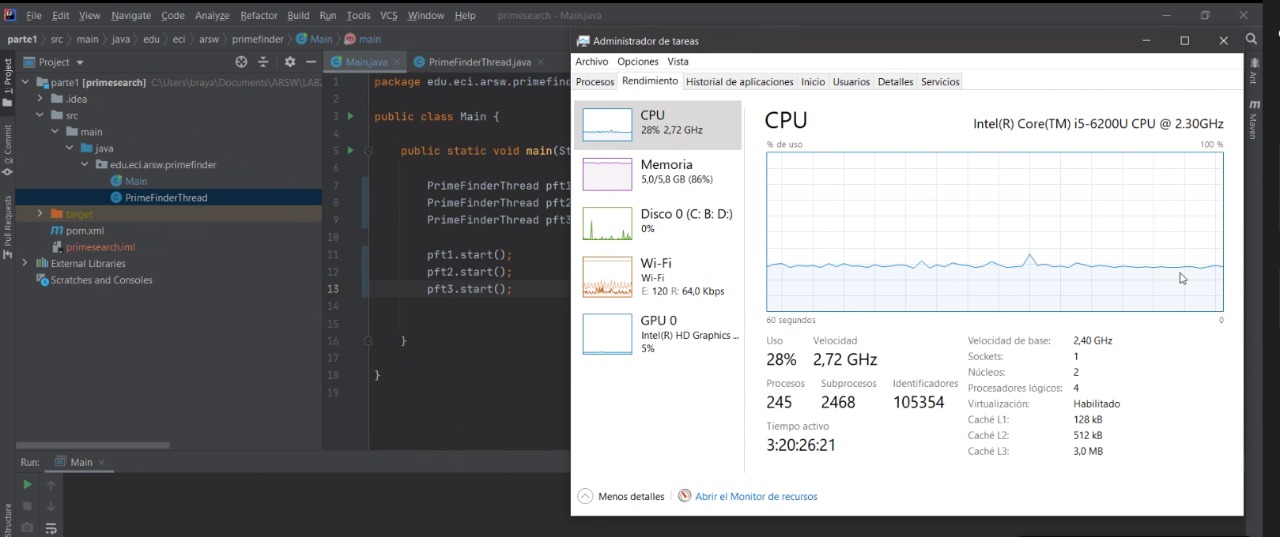 File Edit View Navigate Code Analyze Refactor Build Run Tools VCS Window Help primesearch - Main.java
parte1 src main java edu eci arsw primefinder Main main
Project
Main.java PrimeFinderThread.java
parte1 [primesearch] C:\Users\braya\Documents\ARSW\LAB
.idea
src
main
java
edu.eci.arsw.primefinder
Main
PrimeFinderThread
target
pom.xml
primesearch.iml
External Libraries
Scratches and Consoles
1: Project
Commit
Pull Requests
Structure
1 package edu.eci.arsw.primefin
2
3 public class Main {
4
5 public static void main(St
6
7 PrimeFinderThread pft1
8 PrimeFinderThread pft2
9 PrimeFinderThread pft3
10
11 pft1.start();
12 pft2.start();
13 pft3.start();
14
15
16 }
17
18 }
19
Run: Main
Administrador de tareas
Archivo Opciones Vista
Procesos Rendimiento Historial de aplicaciones Inicio Usuarios Detalles Servicios
CPU
28% 2,72 GHz
Memoria
5,0/5,8 GB (86%)
Disco 0 (C: B: D:)
0%
Wi-Fi
Wi-Fi
E: 120 R: 64,0 Kbps
GPU 0
Intel(R) HD Graphics ...
5%
CPU Intel(R) Core(TM) i5-6200U CPU @ 2.30GHz
% de uso 100 %
60 segundos 0
Uso Velocidad
28% 2,72 GHz
Procesos Subprocesos Identificadores
245 2468 105354
Tiempo activo
3:20:26:21
Velocidad de base: 2,40 GHz
Sockets: 1
Núcleos: 2
Procesadores lógicos: 4
Virtualización: Habilitado
Caché L1: 128 kB
Caché L2: 512 kB
Caché L3: 3,0 MB
Menos detalles Abrir el Monitor de recursos
Ant
m
Maven